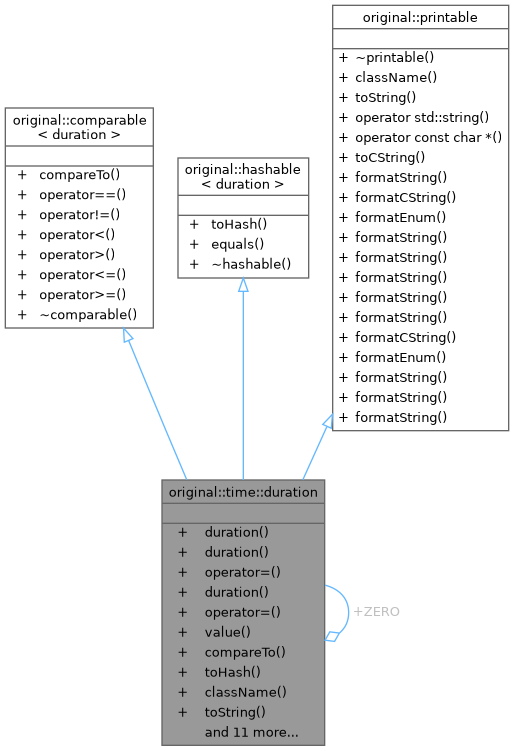 original::printable
+ ~printable()
+ className()
+ toString()
+ operator std::string()
+ operator const char *()
+ toCString()
+ formatString()
+ formatCString()
+ formatEnum()
+ formatString()
+ formatString()
+ formatString()
+ formatString()
+ formatString()
+ formatCString()
+ formatEnum()
+ formatString()
+ formatString()
+ formatString()
original::comparable
< duration >
+ compareTo()
+ operator==()
+ operator!=()
+ operator<()
+ operator>()
+ operator<=()
+ operator>=()
+ ~comparable()
original::hashable
< duration >
+ toHash()
+ equals()
+ ~hashable()
original::time::duration
+ duration()
+ duration()
+ operator=()
+ duration()
+ operator=()
+ value()
+ compareTo()
+ toHash()
+ className()
+ toString()
and 11 more...
+ZERO